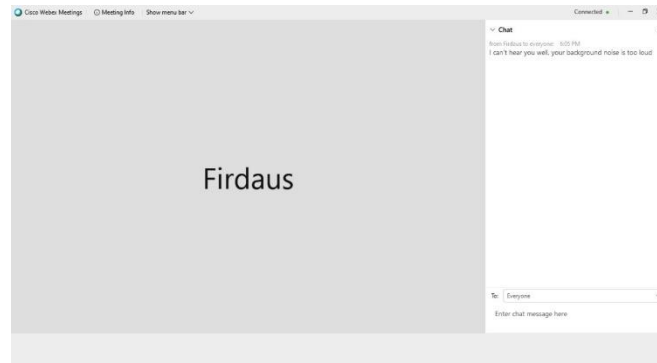 Cisco Webex Meetings Meeting Info Show menu bar Connected
Chat
from Firdaus to everyone: 6:05 PM
I can't hear you well, your background noise is too loud
Firdaus
To: Everyone
Enter chat message here